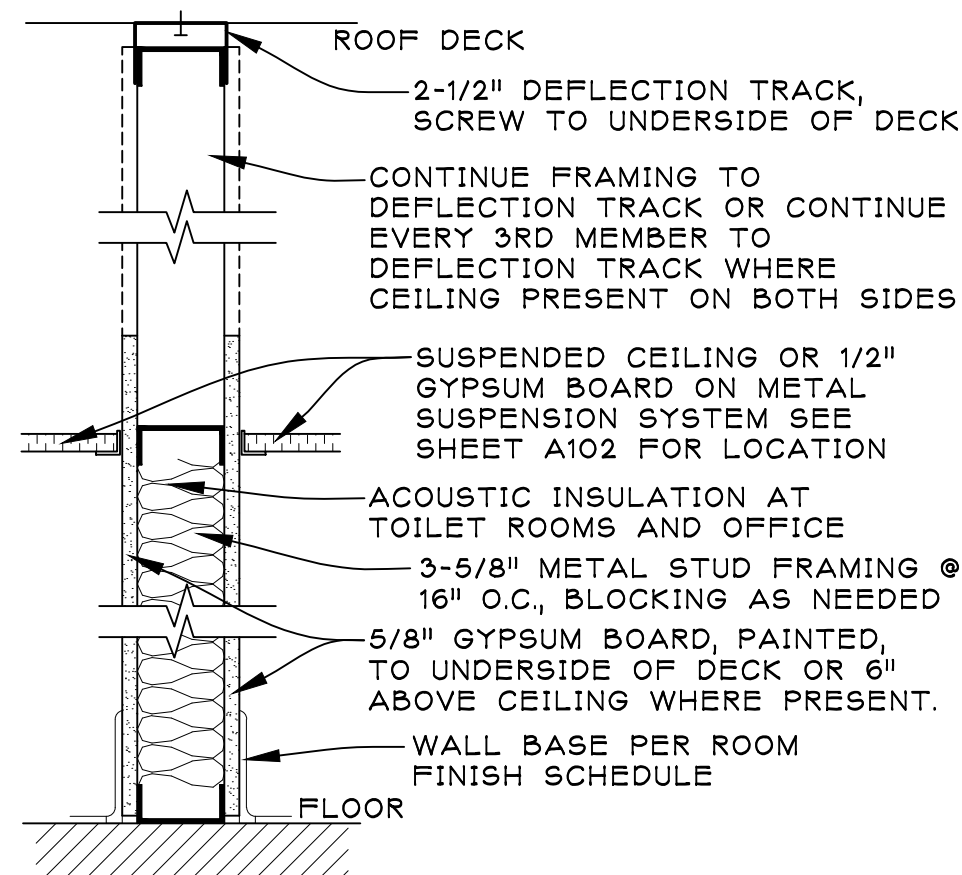 ROOF DECK
2-1/2" DEFLECTION TRACK,
SCREW TO UNDERSIDE OF DECK
CONTINUE FRAMING TO
DEFLECTION TRACK OR CONTINUE
EVERY 3RD MEMBER TO
DEFLECTION TRACK WHERE
CEILING PRESENT ON BOTH SIDES
SUSPENDED CEILING OR 1/2"
GYPSUM BOARD ON METAL
SUSPENSION SYSTEM SEE
SHEET A102 FOR LOCATION
ACOUSTIC INSULATION AT
TOILET ROOMS AND OFFICE
3-5/8" METAL STUD FRAMING @
16" O.C., BLOCKING AS NEEDED
5/8" GYPSUM BOARD, PAINTED,
TO UNDERSIDE OF DECK OR 6"
ABOVE CEILING WHERE PRESENT.
WALL BASE PER ROOM
FINISH SCHEDULE
FLOOR